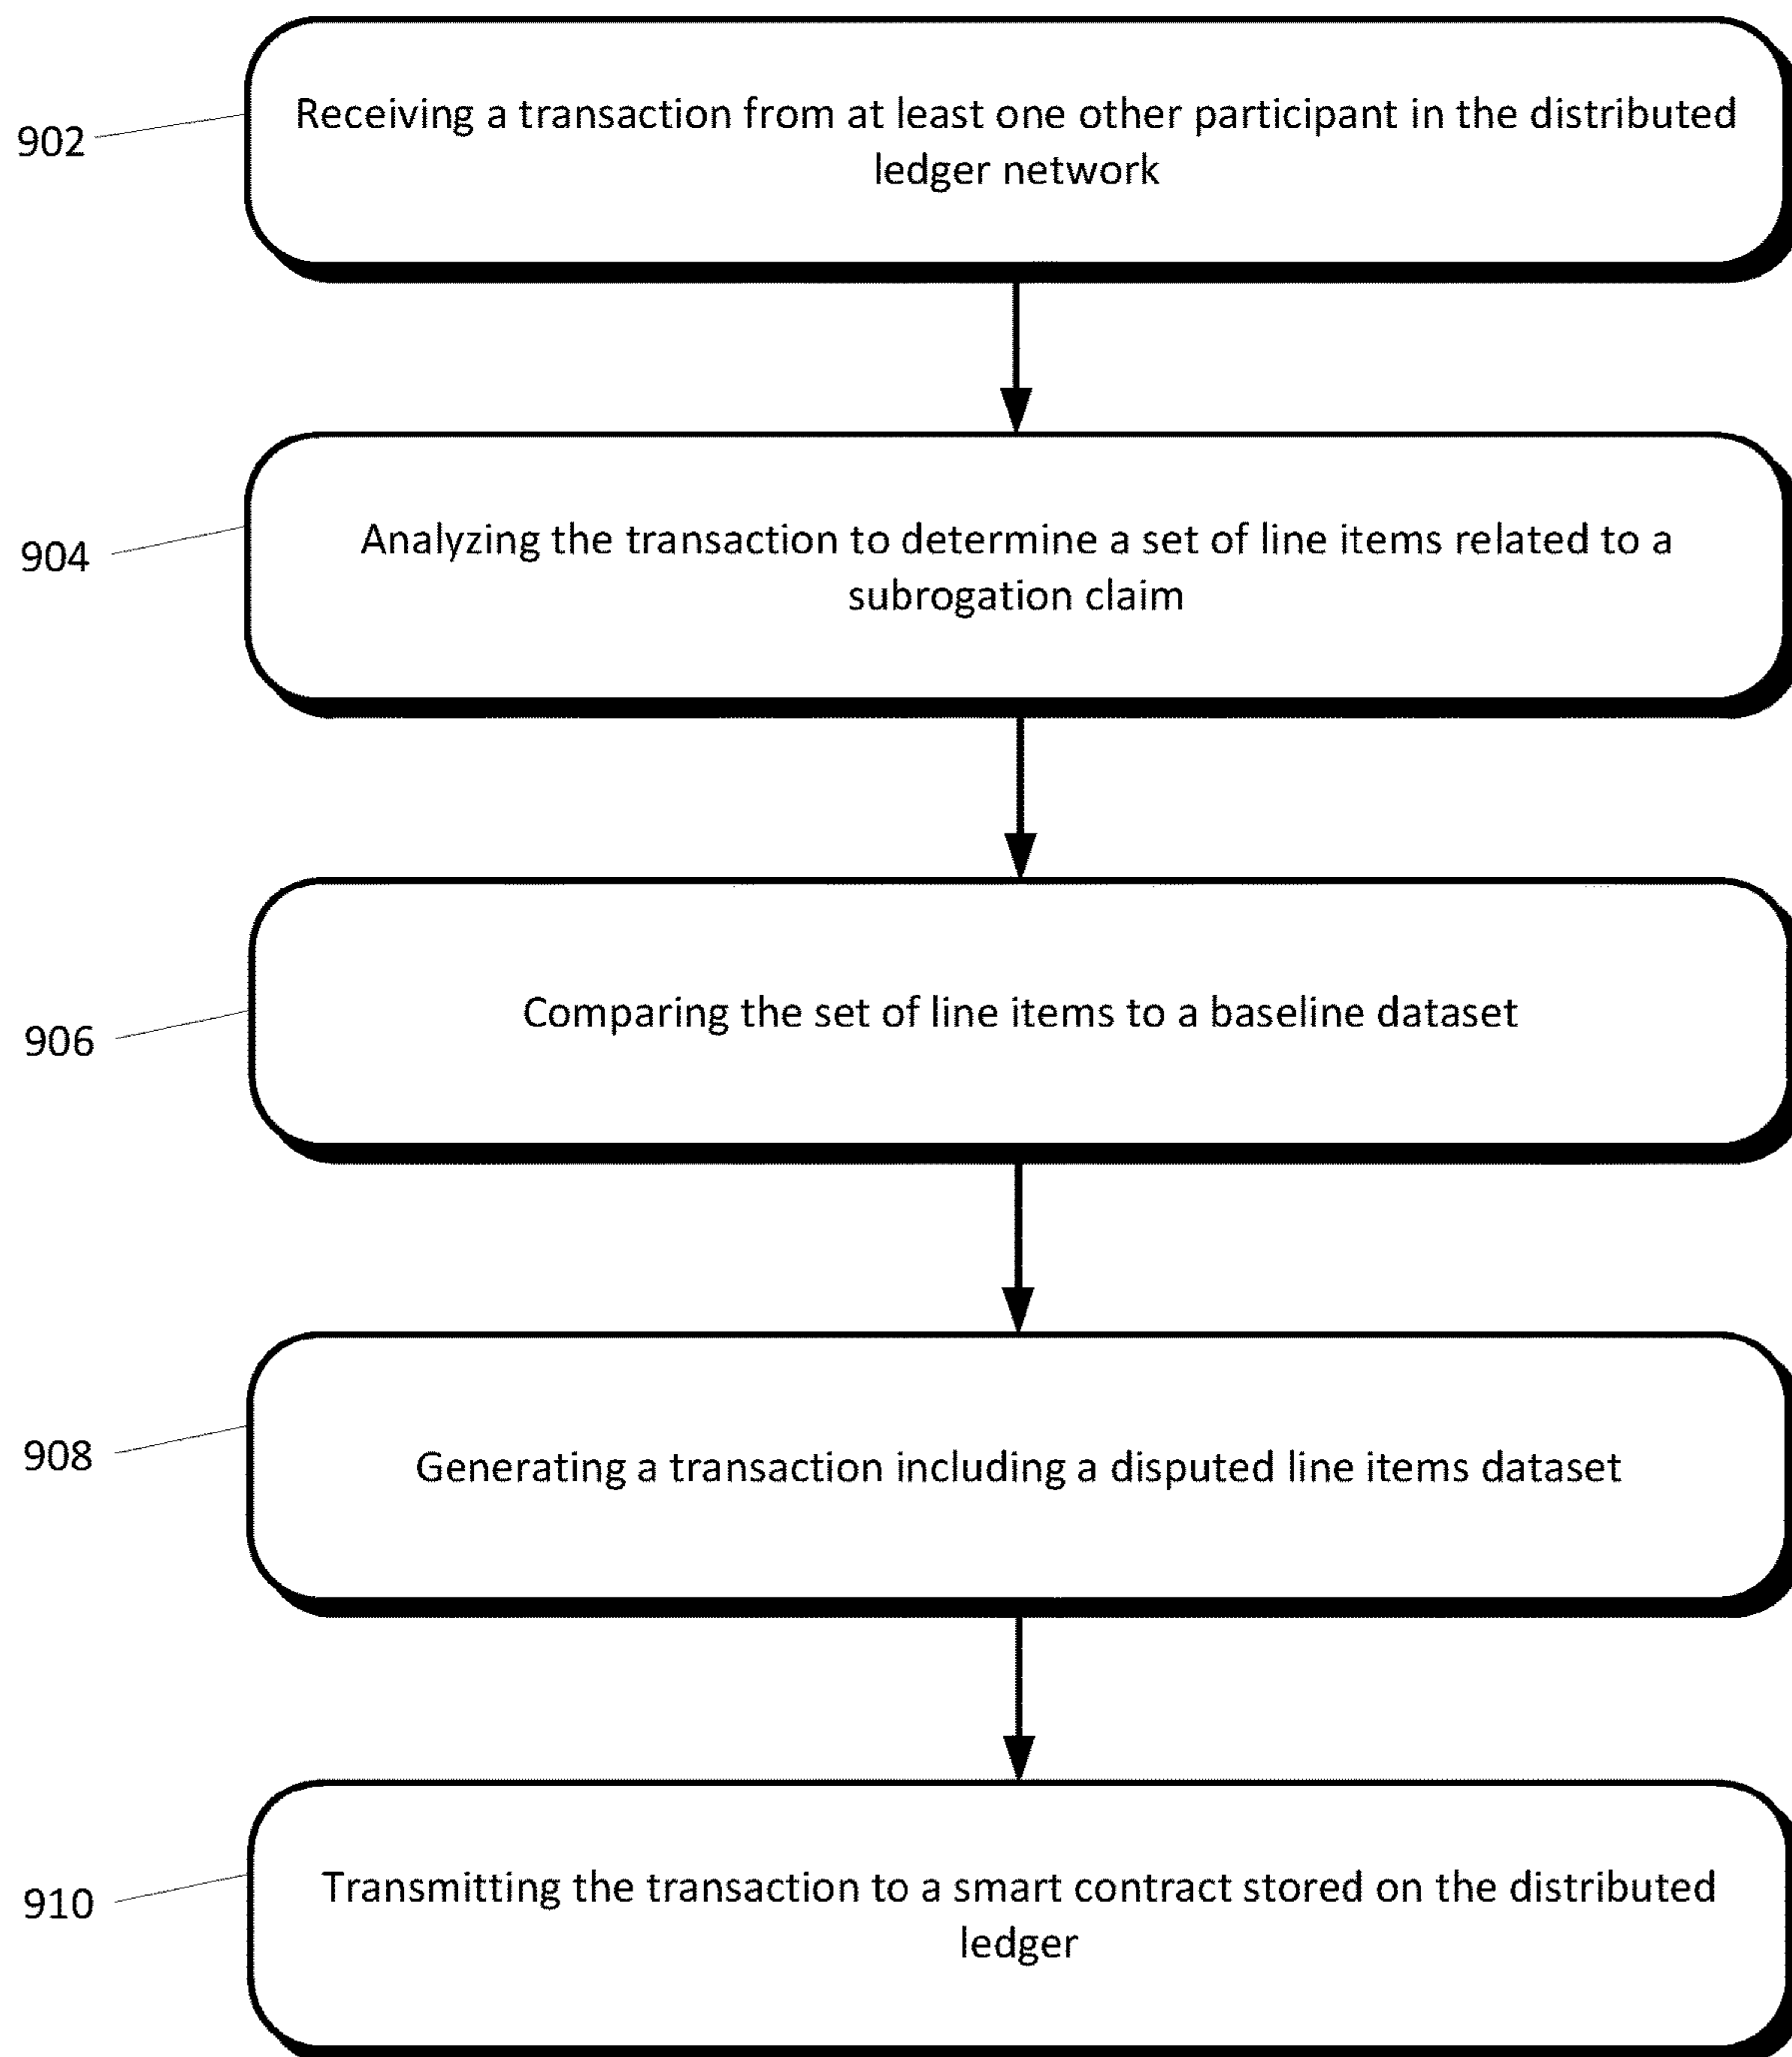 902
Receiving a transaction from at least one other participant in the distributed
ledger network
904
Analyzing the transaction to determine a set of line items related to a
subrogation claim
906
Comparing the set of line items to a baseline dataset
908
Generating a transaction including a disputed line items dataset
910
Transmitting the transaction to a smart contract stored on the distributed
ledger